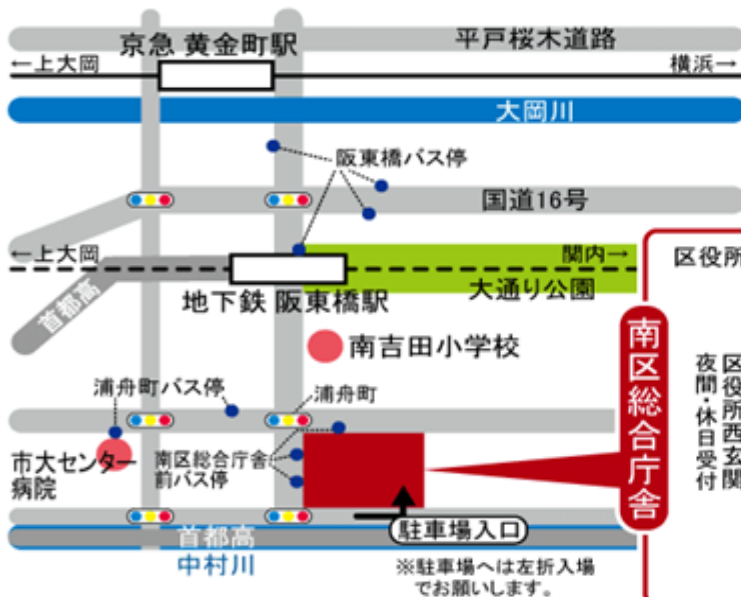 京急 黄金町駅
平戸桜木道路
←上大岡
横浜→
大岡川
阪東橋バス停
国道16号
←上大岡
関内→
区役所
首都高
地下鉄 阪東橋駅
大通り公園
南吉田小学校
南区総合庁舎
区役所西玄関
夜間・休日受付
浦舟町バス停
浦舟町
市大センター
病院
南区総合庁舎
前バス停
駐車場入口
首都高
中村川
※駐車場へは左折入場
でお願いします。